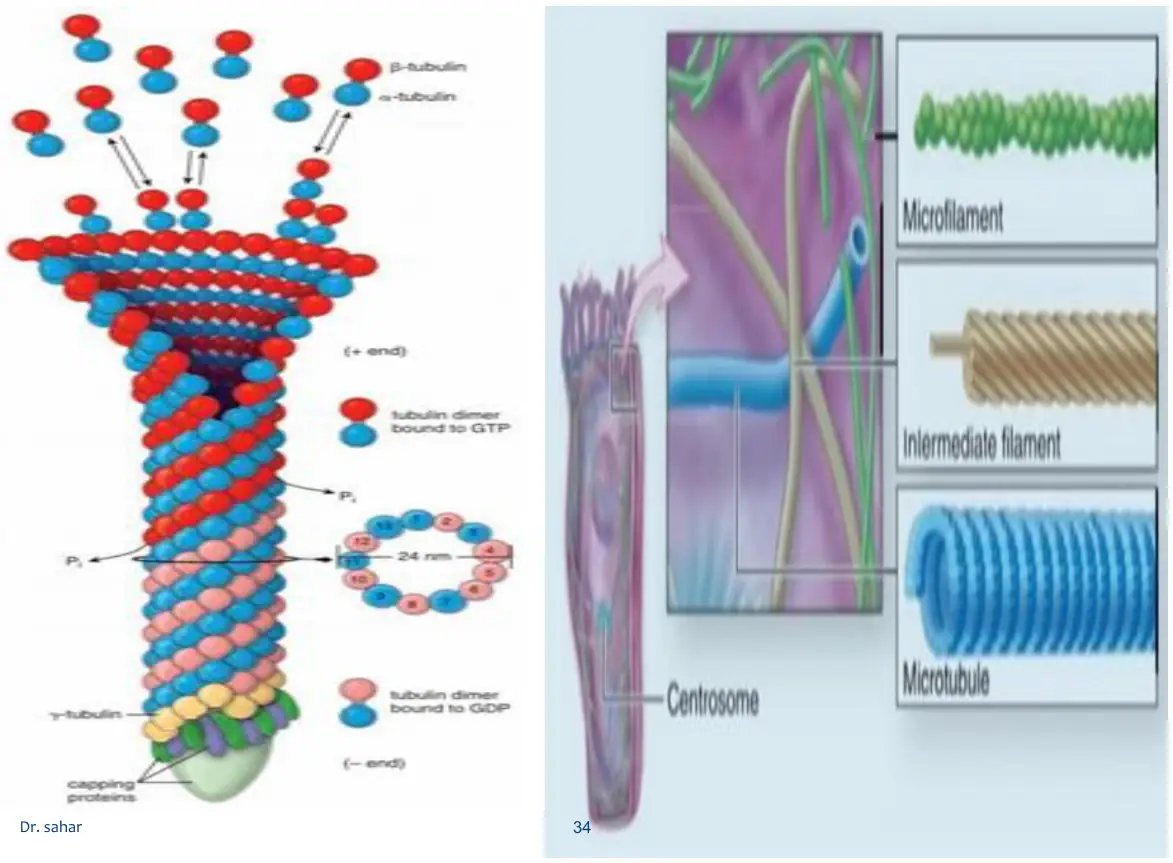 β-tubulin
α-tubulin
(+ end)
tubulin dimer
bound to GTP
Pi
Pi
1
2
3
4
5
6
7
8
9
10
11
12
13
24 nm
tubulin dimer
bound to GDP
γ-tubulin
(− end)
capping
proteins
Dr. sahar
Microfilament
Intermediate filament
Microtubule
Centrosome
34